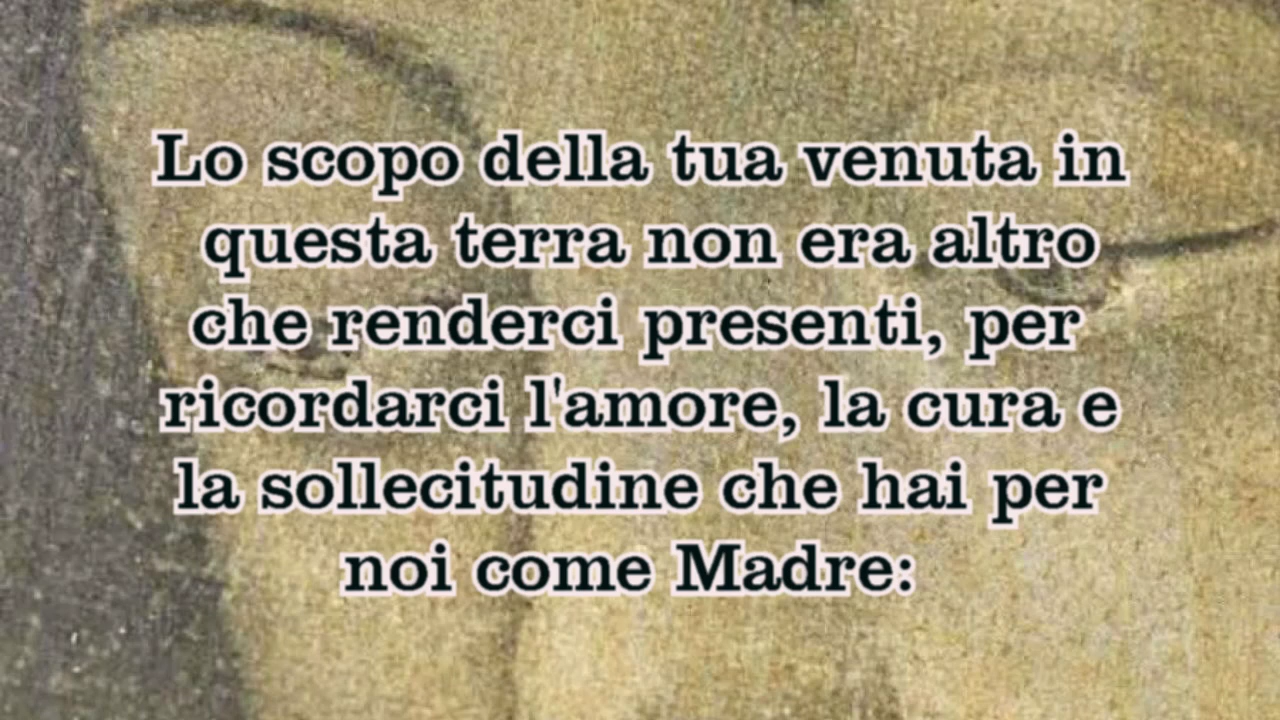 Lo scopo della tua venuta in
questa terra non era altro
che renderci presenti, per
ricordarci l'amore, la cura e
la sollecitudine che hai per
noi come Madre: